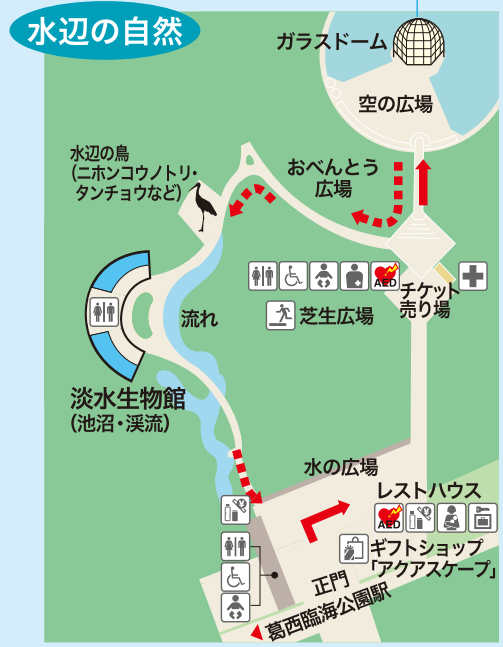 水辺の自然
ガラスドーム
空の広場
水辺の鳥
(ニホンコウノトリ・
タンチョウなど)
おべんとう
広場
AED
チケット
売り場
芝生広場
流れ
淡水生物館
(池沼・渓流)
水の広場
レストハウス
AED
ギフトショップ
「アクアスケープ」
正門
葛西臨海公園駅